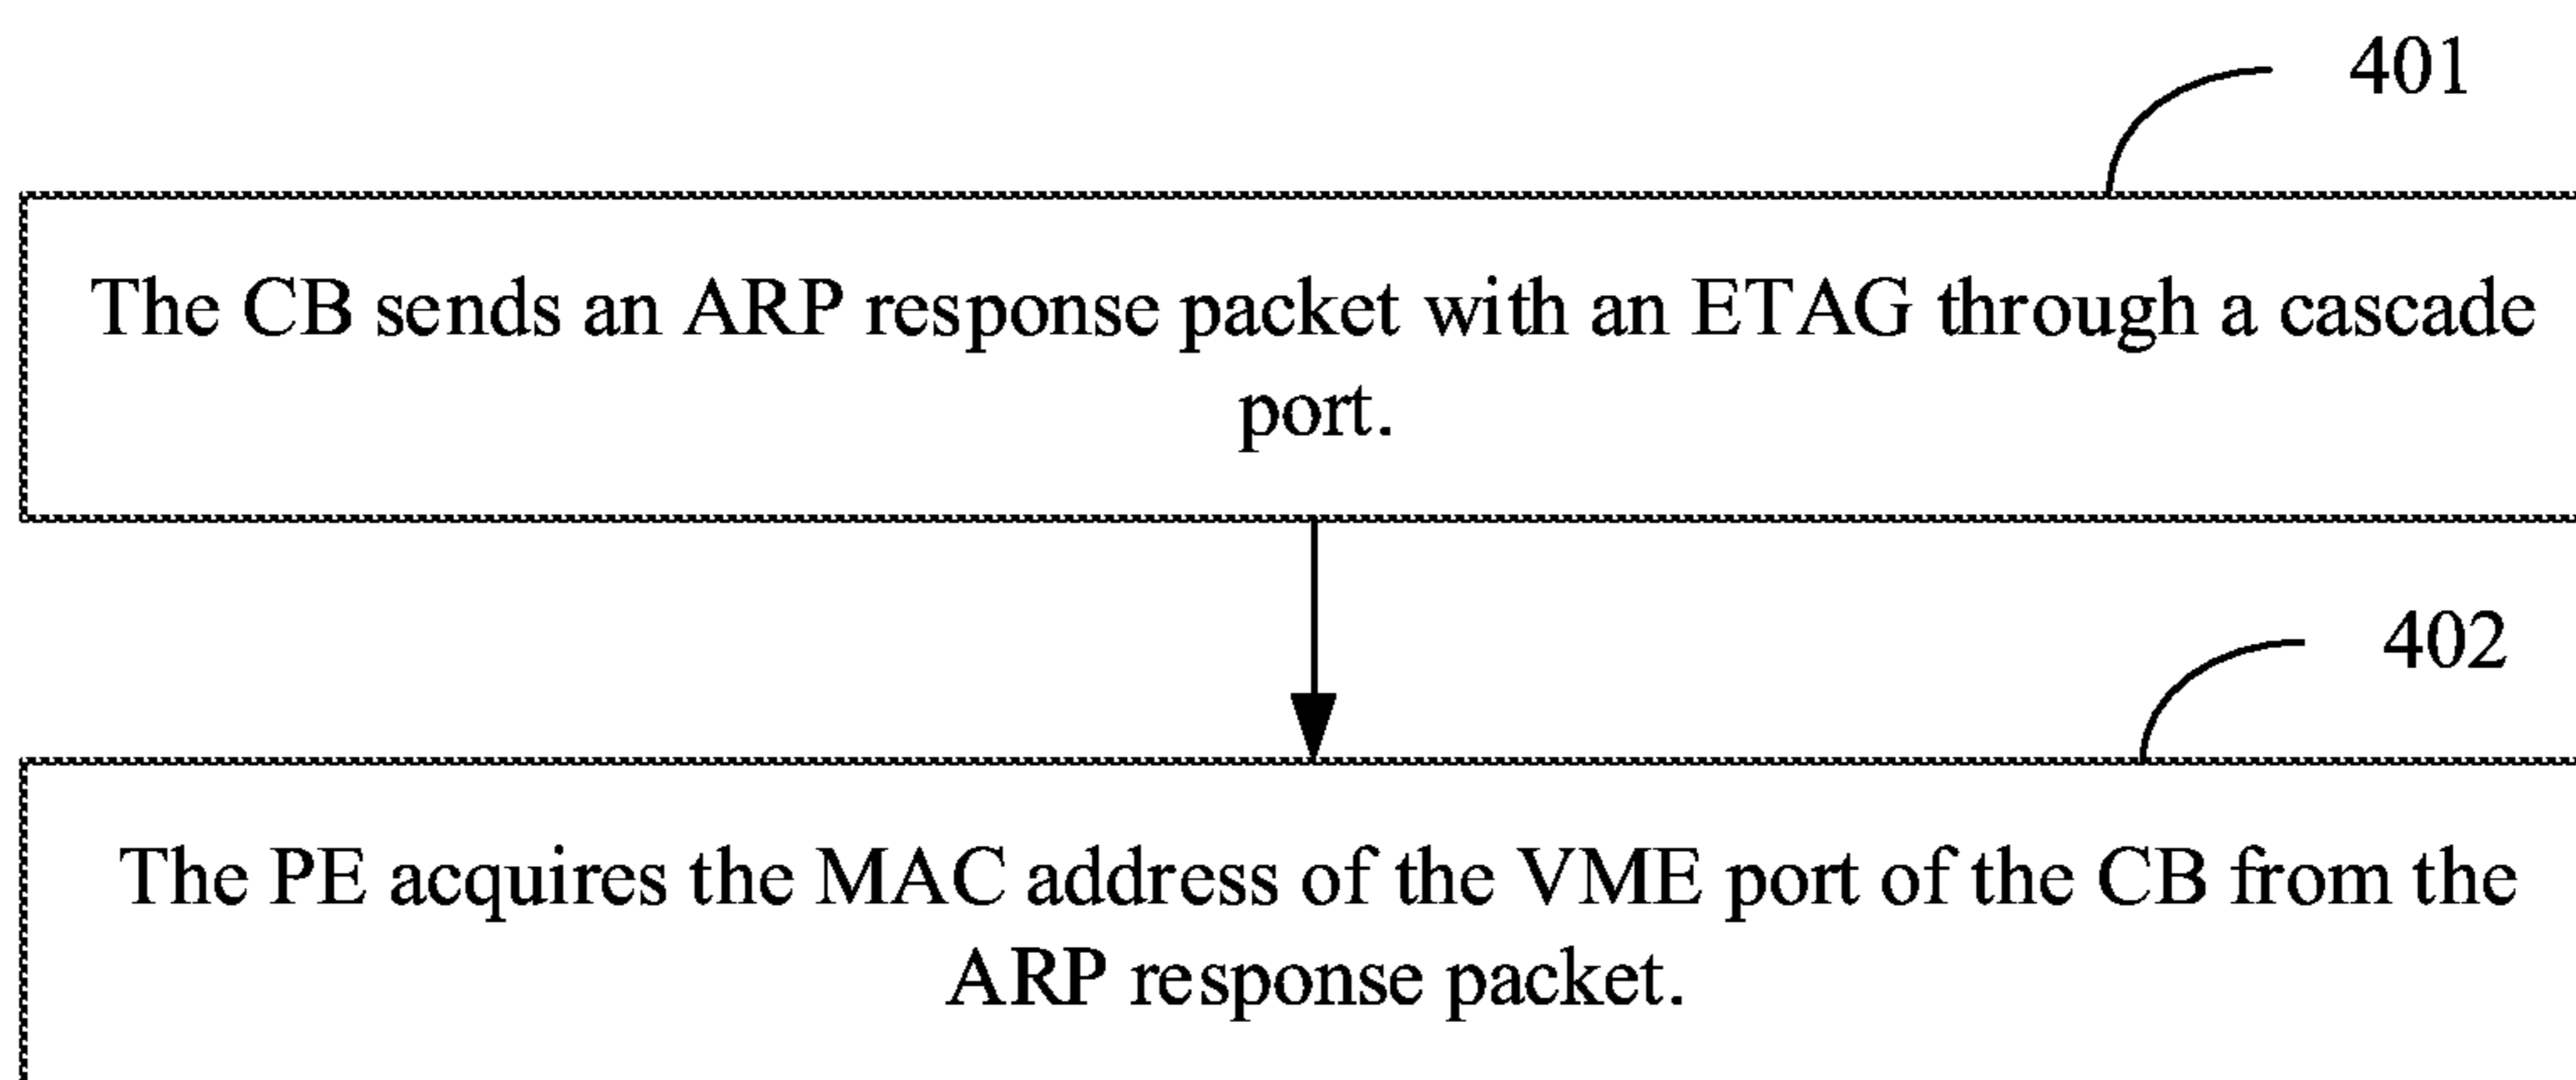 401
The CB sends an ARP response packet with an ETAG through a cascade
port.
402
The PE acquires the MAC address of the VME port of the CB from the
ARP response packet.